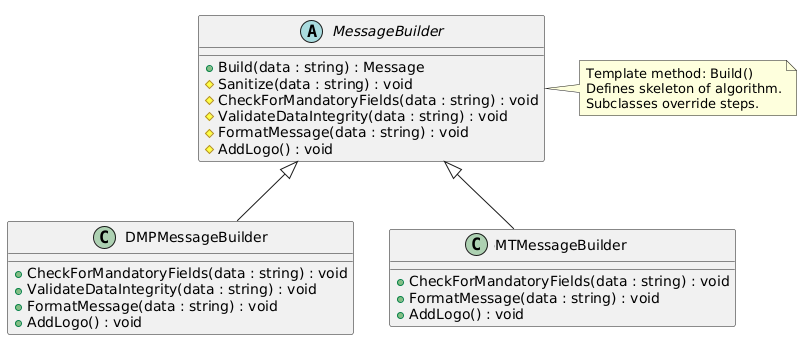 A MessageBuilder
Build(data : string) : Message
Sanitize(data : string) : void
CheckForMandatoryFields(data : string) : void
ValidateDataIntegrity(data : string) : void
FormatMessage(data : string) : void
AddLogo() : void
Template method: Build()
Defines skeleton of algorithm.
Subclasses override steps.
C DMPMessageBuilder
CheckForMandatoryFields(data : string) : void
ValidateDataIntegrity(data : string) : void
FormatMessage(data : string) : void
AddLogo() : void
C MTMessageBuilder
CheckForMandatoryFields(data : string) : void
FormatMessage(data : string) : void
AddLogo() : void